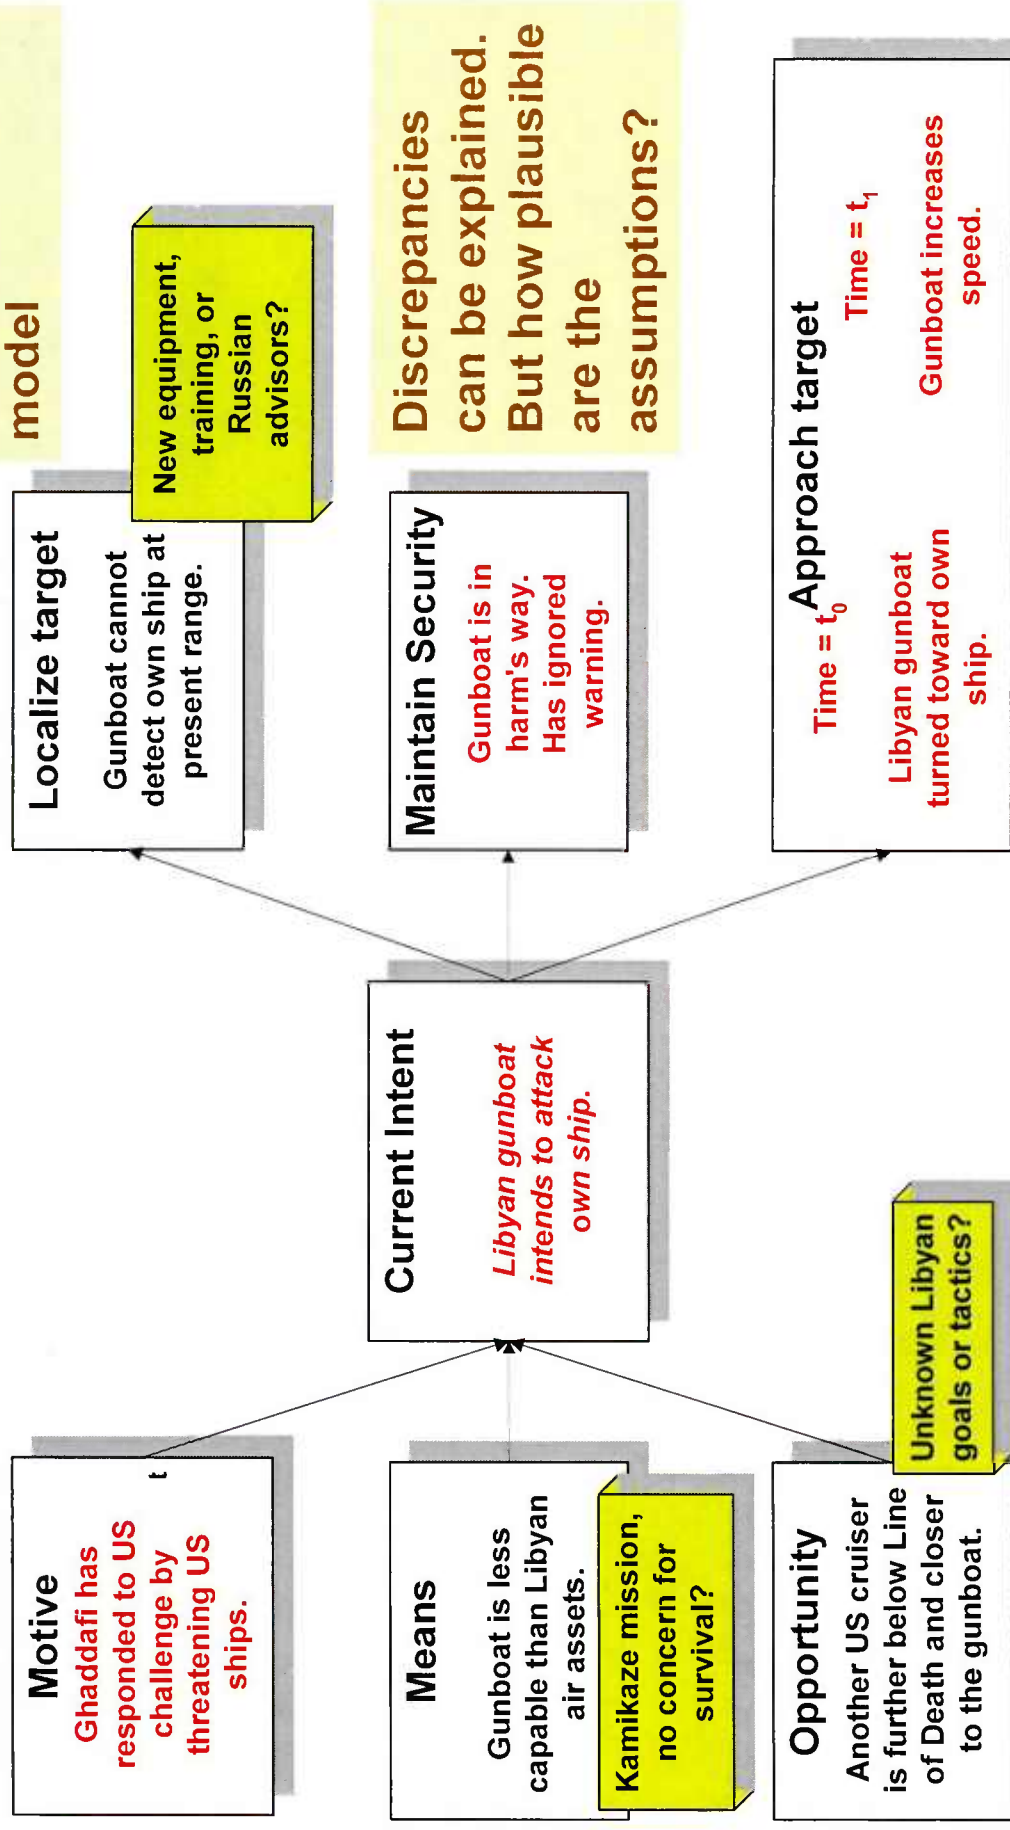 model
Motive
Ghaddafi has
responded to US
challenge by
threatening US
ships.
t
Means
Gunboat is less
capable than Libyan
air assets.
Kamikaze mission,
no concern for
survival?
Opportunity
Another US cruiser
is further below Line
of Death and closer
to the gunboat.
Unknown Libyan
goals or tactics?
Current Intent
Libyan gunboat
intends to attack
own ship.
Localize target
Gunboat cannot
detect own ship at
present range.
New equipment,
training, or
Russian
advisors?
Maintain Security
Gunboat is in
harm's way.
Has ignored
warning.
Discrepancies
can be explained.
But how plausible
are the
assumptions?
Approach target
Time = t0
Libyan gunboat
turned toward own
ship.
Time = t1
Gunboat increases
speed.